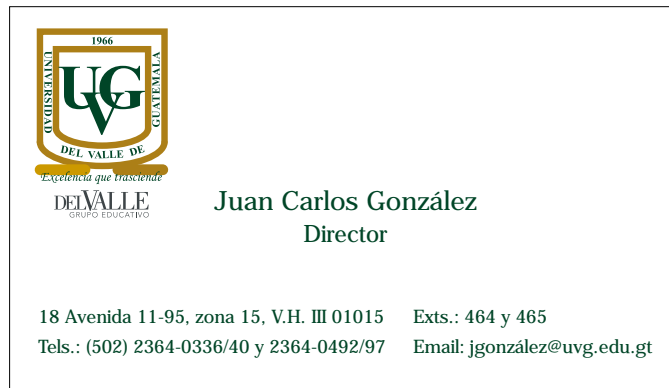 1966
UNIVERSIDAD
UVG
GUATEMALA
DEL VALLE DE
Excelencia que trasciende
DELVALLE
GRUPO EDUCATIVO
Juan Carlos González
Director
18 Avenida 11-95, zona 15, V.H. III 01015 Exts.: 464 y 465
Tels.: (502) 2364-0336/40 y 2364-0492/97 Email: jgonzález@uvg.edu.gt